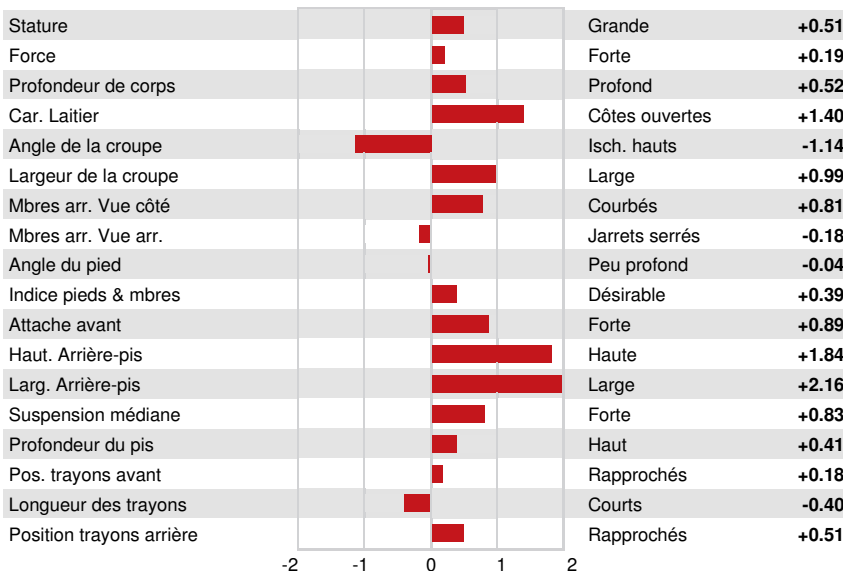 Stature Grande +0.51
Force Forte +0.19
Profondeur de corps Profond +0.52
Car. Laitier Côtes ouvertes +1.40
Angle de la croupe Isch. hauts -1.14
Largeur de la croupe Large +0.99
Mbres arr. Vue côté Courbés +0.81
Mbres arr. Vue arr. Jarrets serrés -0.18
Angle du pied Peu profond -0.04
Indice pieds & mbres Désirable +0.39
Attache avant Forte +0.89
Haut. Arrière-pis Haute +1.84
Larg. Arrière-pis Large +2.16
Suspension médiane Forte +0.83
Profondeur du pis Haut +0.41
Pos. trayons avant Rapprochés +0.18
Longueur des trayons Courts -0.40
Position trayons arrière Rapprochés +0.51
-2 -1 0 1 2